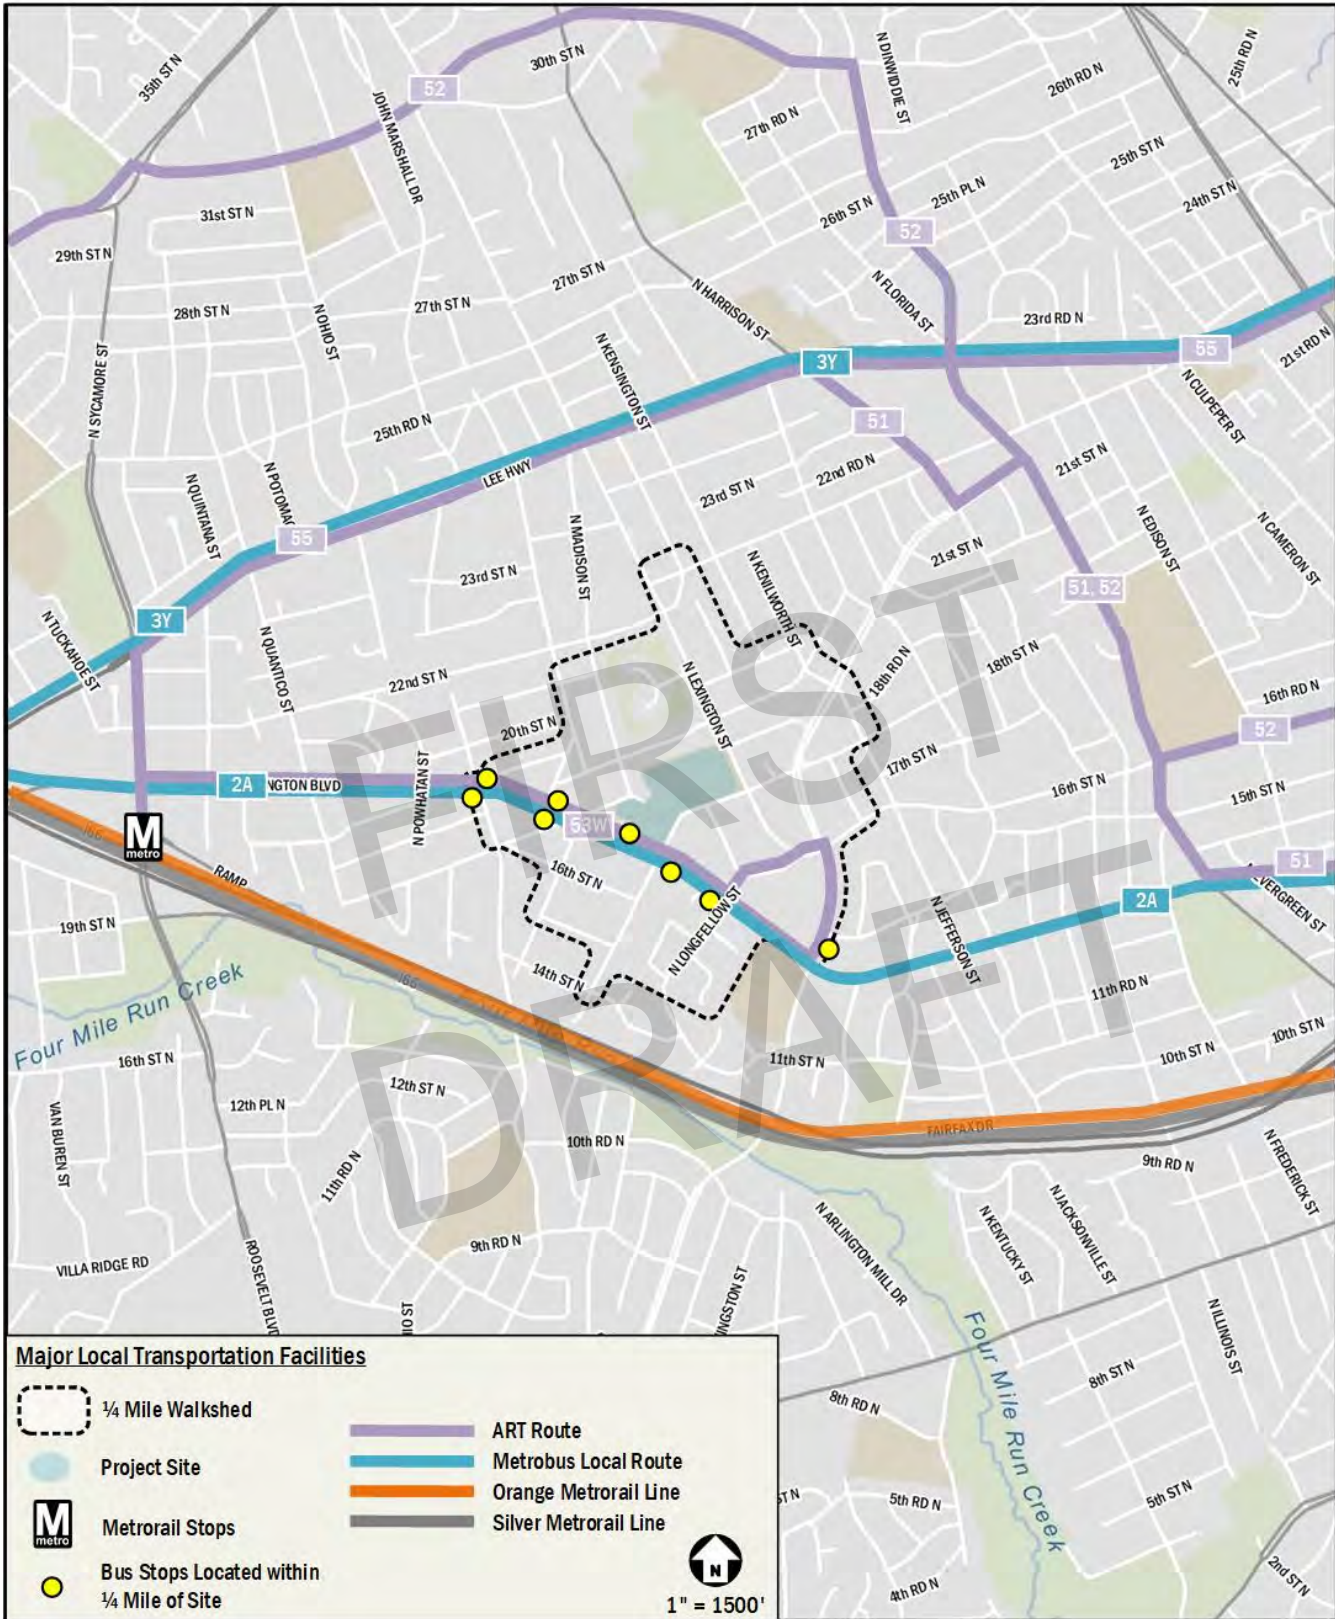 35th ST N
52
30th ST N
N DINWIDDIE ST
26th RD N
25th RD N
JOHN MARSHALL DR
27th RD N
25th ST N
31st ST N
26th ST N
25th PL N
24th ST N
29th ST N
52
28th ST N
N OHIO ST
27th ST N
27th ST N
N HARRISON ST
N FLORIDA ST
23rd RD N
55
21st RD N
N SYCAMORE ST
N KENSINGTON ST
3Y
N CULPEPER ST
25th RD N
51
LEE HWY
22nd RD N
21st ST N
N QUINTANA ST
N POTOMAC
23rd ST N
55
N MADISON ST
N EDISON ST
N CAMERON ST
23rd ST N
N KENILWORTH ST
21st ST N
51, 52
3Y
N TUCKAHOE ST
N QUANTICO ST
22nd ST N
N LEXINGTON ST
18th RD N
18th ST N
16th RD N
FIRST
20th ST N
52
N POWHATAN ST
17th ST N
2A
NGTON BLVD
16th ST N
15th ST N
53W
I66
M
metro
RAMP
16th ST N
51
N LONGFELLOW ST
N JEFFERSON ST
2A
EVERGREEN ST
19th ST N
14th ST N
I66
11th RD N
Four Mile Run Creek
DRAFT
16th ST N
11th ST N
10th ST N
10th ST N
12th ST N
12th PL N
VAN BUREN ST
10th RD N
FAIRFAX DR
9th RD N
N FREDERICK ST
11th RD N
N ARLINGTON MILL DR
N KENTUCKY ST
N JACKSONVILLE ST
9th RD N
VILLA RIDGE RD
ROOSEVELT BLVD
IO ST
INGSTON ST
Four Mile Run Creek
N ILLINOIS ST
8th ST N
8th RD N
5th RD N
5th ST N
ST N
4th RD N
2nd ST N
Major Local Transportation Facilities
¼ Mile Walkshed
Project Site
M
metro
Metrorail Stops
Bus Stops Located within
¼ Mile of Site
ART Route
Metrobus Local Route
Orange Metrorail Line
Silver Metrorail Line
N
1" = 1500'